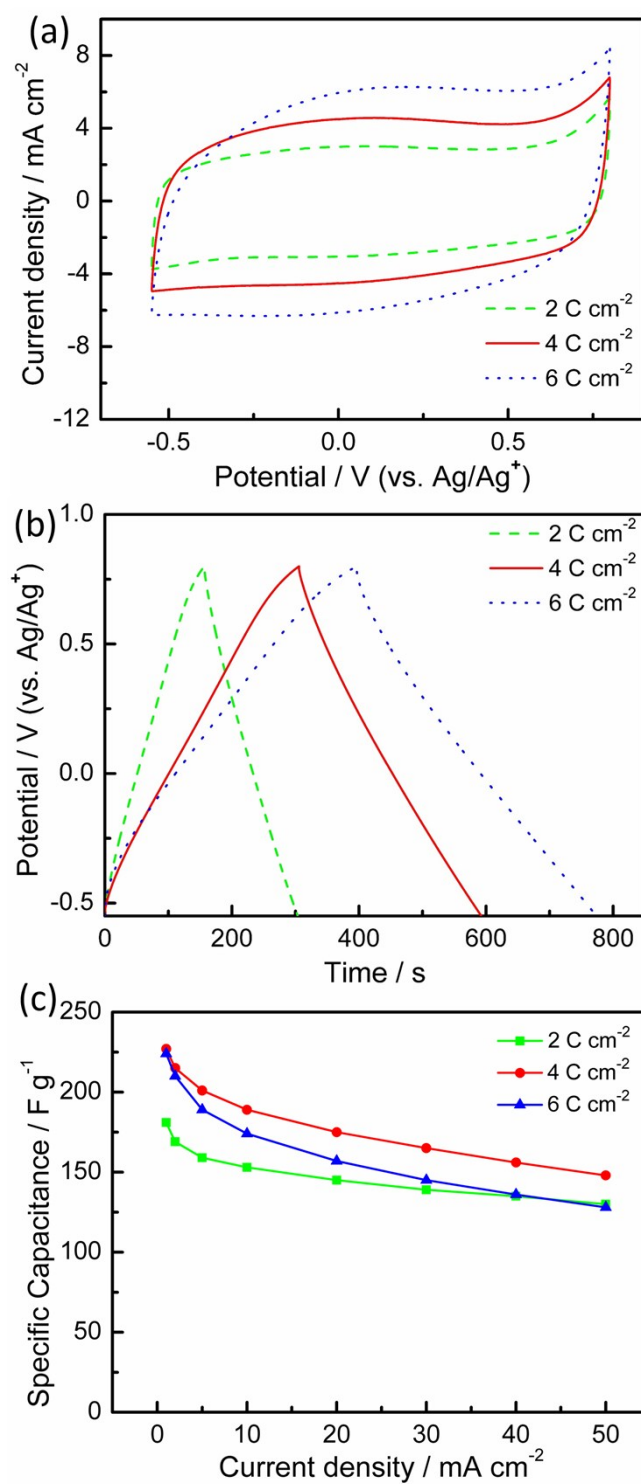 (a)
8
4
0
-4
-8
-12
Current density / mA cm⁻²
2 C cm⁻²
4 C cm⁻²
6 C cm⁻²
-0.5 0.0 0.5
Potential / V (vs. Ag/Ag⁺)
(b)
1.0
0.5
0.0
-0.5
Potential / V (vs. Ag/Ag⁺)
2 C cm⁻²
4 C cm⁻²
6 C cm⁻²
0 200 400 600 800
Time / s
(c)
250
200
150
100
50
0
Specific Capacitance / F g⁻¹
2 C cm⁻²
4 C cm⁻²
6 C cm⁻²
0 10 20 30 40 50
Current density / mA cm⁻²